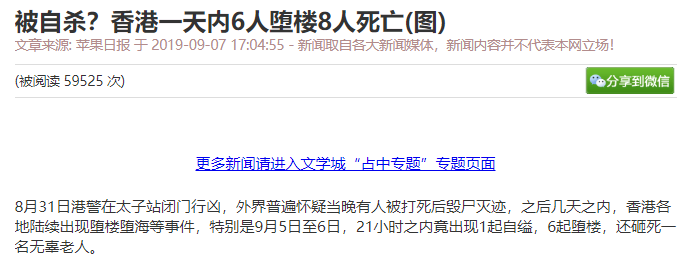 被自杀？香港一天内6人堕楼8人死亡(图)
文章来源: 苹果日报 于 2019-09-07 17:04:55 - 新闻取自各大新闻媒体，新闻内容并不代表本网立场！
(被阅读 59525 次)
分享到微信
更多新闻请进入文学城“占中专题”专题页面
8月31日港警在太子站闭门行凶，外界普遍怀疑当晚有人被打死后毁尸灭迹，之后几天之内，香港各
地陆续出现堕楼堕海等事件，特别是9月5日至6日，21小时之内竟出现1起自缢，6起堕楼，还砸死一
名无辜老人。